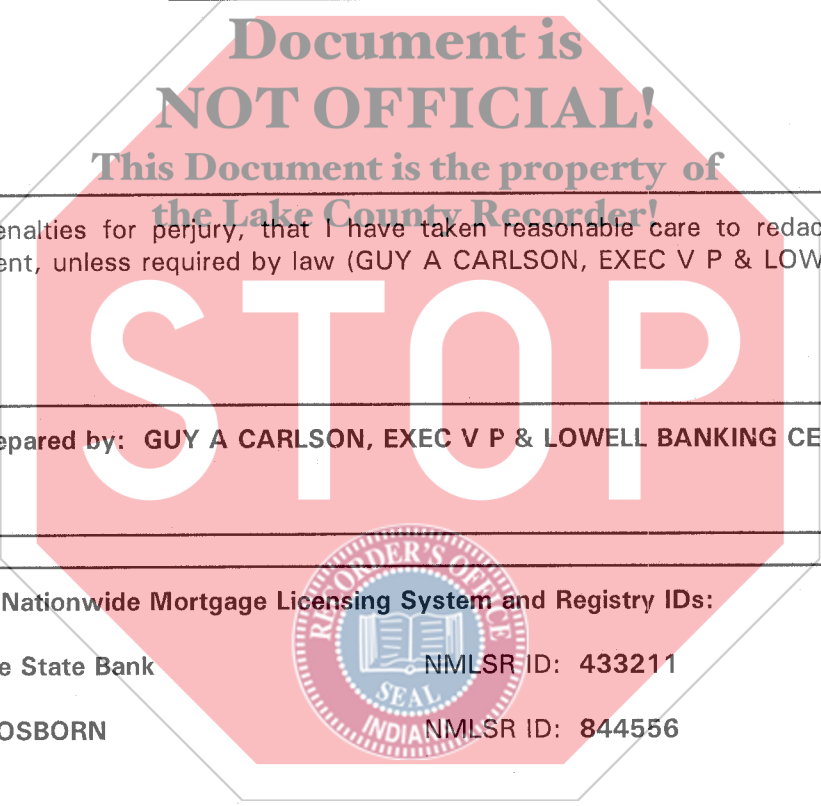 Document is
NOT OFFICIAL!
This Document is the property of
the Lake County Recorder!
enalties for perjury, that I have taken reasonable care to redac
ent, unless required by law (GUY A CARLSON, EXEC V P & LOW
STOP
epared by: GUY A CARLSON, EXEC V P & LOWELL BANKING CE
RECORDER'S OFFICE
Nationwide Mortgage Licensing System and Registry IDs:
e State Bank NMLSR ID: 433211
SEAL
OSBORN NMLSR ID: 844556
INDIANA